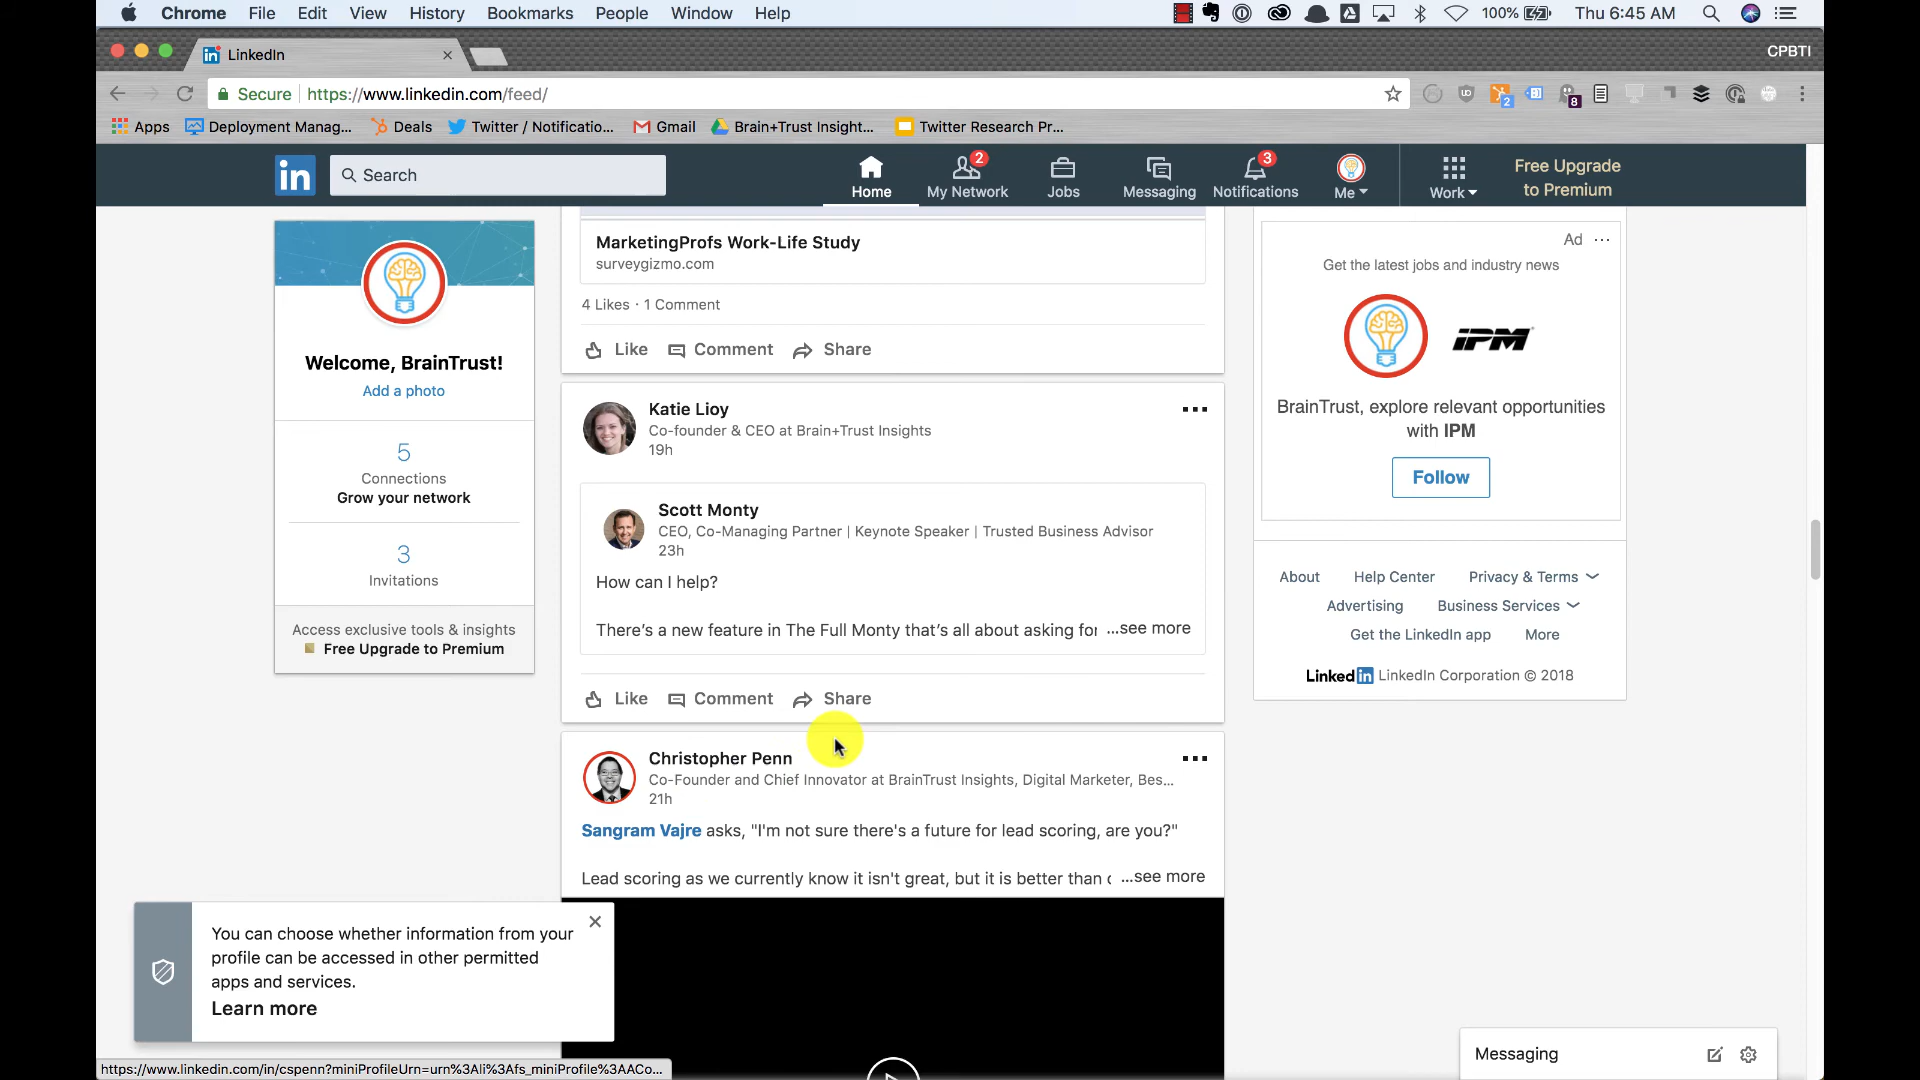 Chrome File Edit View History Bookmarks People Window Help 100% Thu 6:45 AM
in LinkedIn CPBTI
Secure https://www.linkedin.com/feed/ 2 8
Apps Deployment Manag... Deals Twitter / Notificatio... Gmail Brain+Trust Insight... Twitter Research Pr...
in Search Home 2 My Network Jobs Messaging 3 Notifications Me Work Free Upgrade
to Premium
Welcome, BrainTrust!
Add a photo
5
Connections
Grow your network
3
Invitations
Access exclusive tools & insights
Free Upgrade to Premium
MarketingProfs Work-Life Study
surveygizmo.com
4 Likes · 1 Comment
Like Comment Share
Katie Lioy
Co-founder & CEO at Brain+Trust Insights
19h
Scott Monty
CEO, Co-Managing Partner | Keynote Speaker | Trusted Business Advisor
23h
How can I help?
There's a new feature in The Full Monty that's all about asking for ...see more
Like Comment Share
Christopher Penn
Co-Founder and Chief Innovator at BrainTrust Insights, Digital Marketer, Bes...
21h
Sangram Vajre asks, "I'm not sure there's a future for lead scoring, are you?"
Lead scoring as we currently know it isn't great, but it is better than ...see more
Ad ...
Get the latest jobs and industry news
IPM
BrainTrust, explore relevant opportunities
with IPM
Follow
About Help Center Privacy & Terms
Advertising Business Services
Get the LinkedIn app More
Linked in LinkedIn Corporation © 2018
You can choose whether information from your
profile can be accessed in other permitted
apps and services.
Learn more
Messaging
https://www.linkedin.com/in/cspenn?miniProfileUrn=urn%3Ali%3Afs_miniProfile%3AACo...